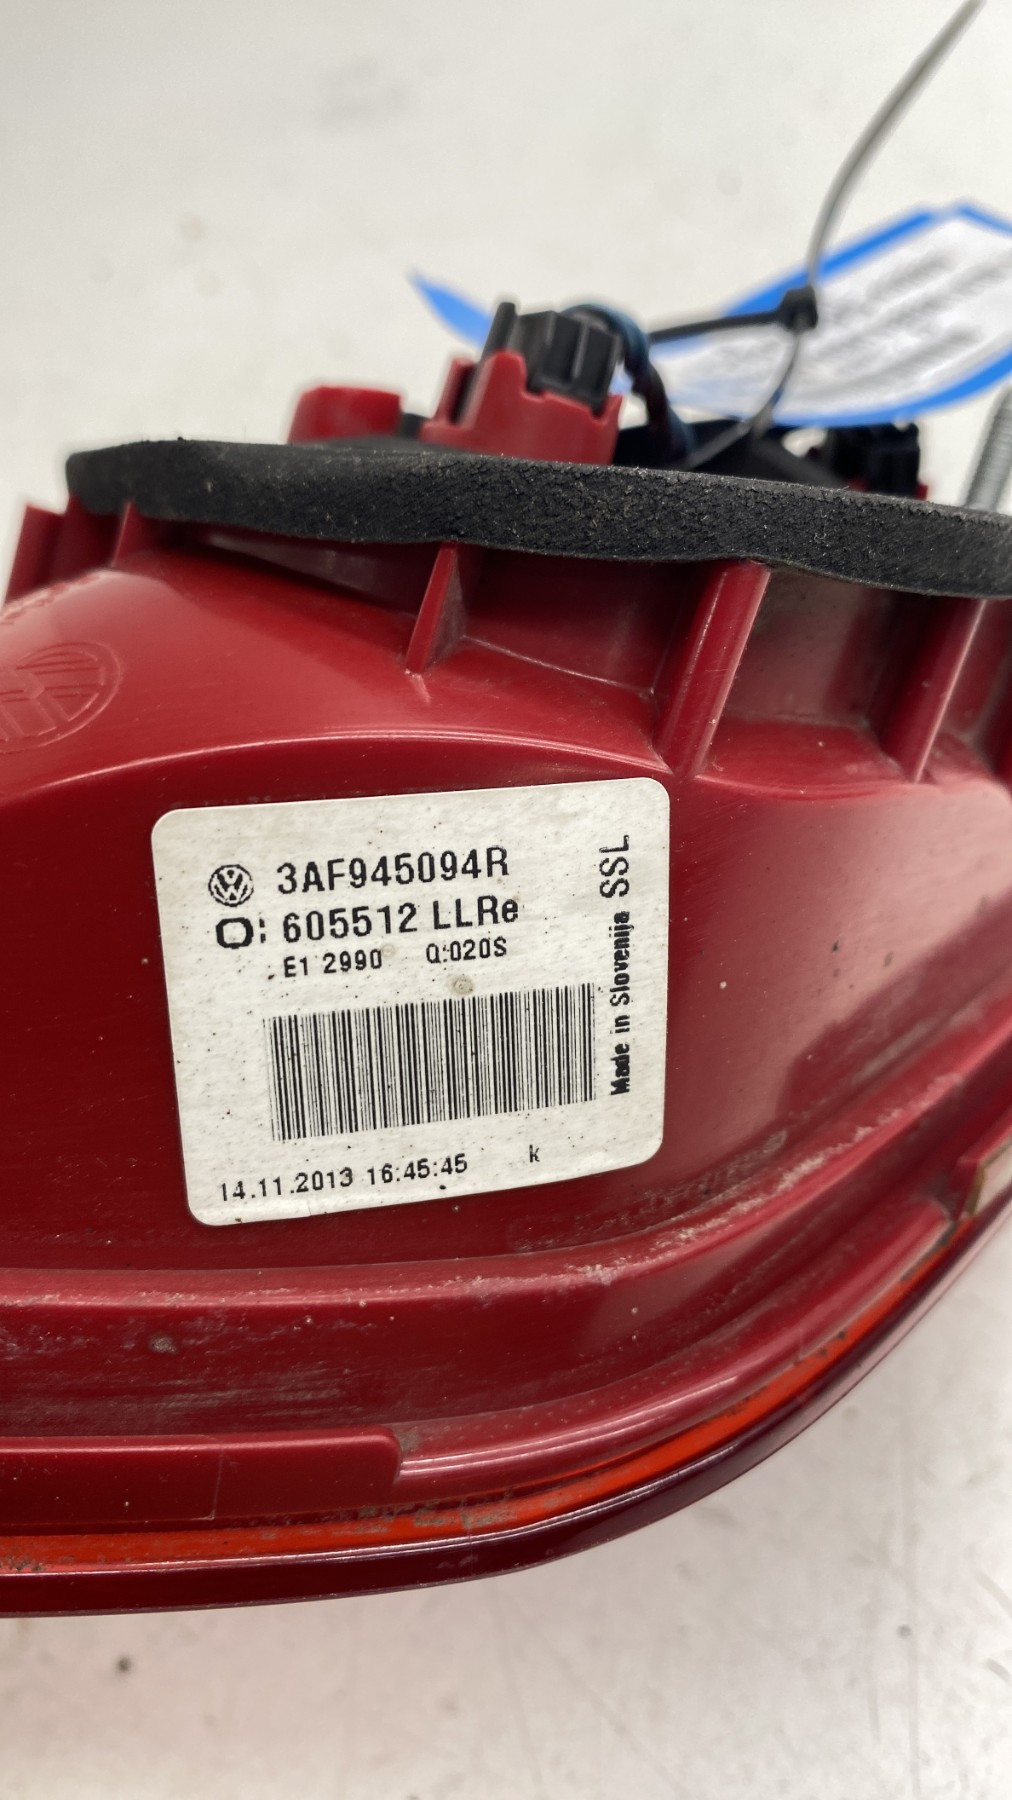 3AF945094R
O: 605512 LLRe
E1 2990 Q:020S
14.11.2013 16:45:45 k
Made in Slovenija SSL